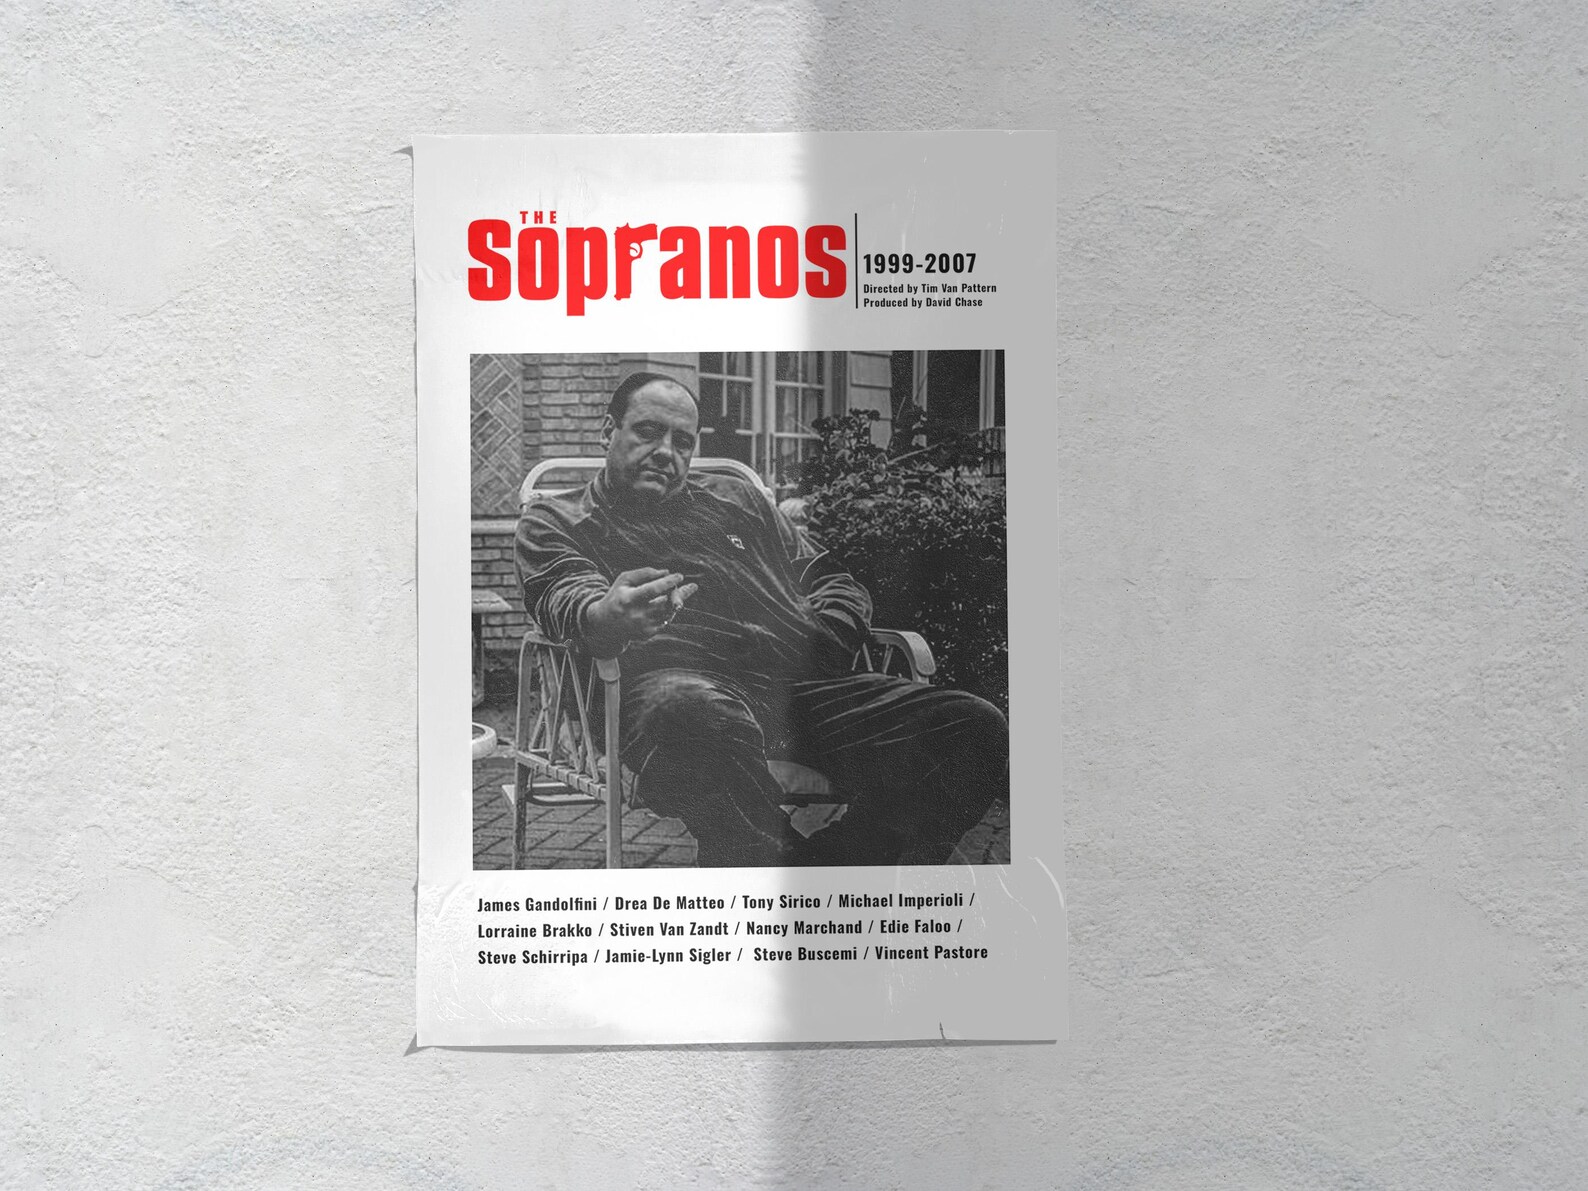 THE
Sopranos
1999-2007
Directed by Tim Van Pattern
Produced by David Chase
James Gandolfini / Drea De Matteo / Tony Sirico / Michael Imperioli /
Lorraine Brakko / Stiven Van Zandt / Nancy Marchand / Edie Faloo /
Steve Schirripa / Jamie-Lynn Sigler / Steve Buscemi / Vincent Pastore